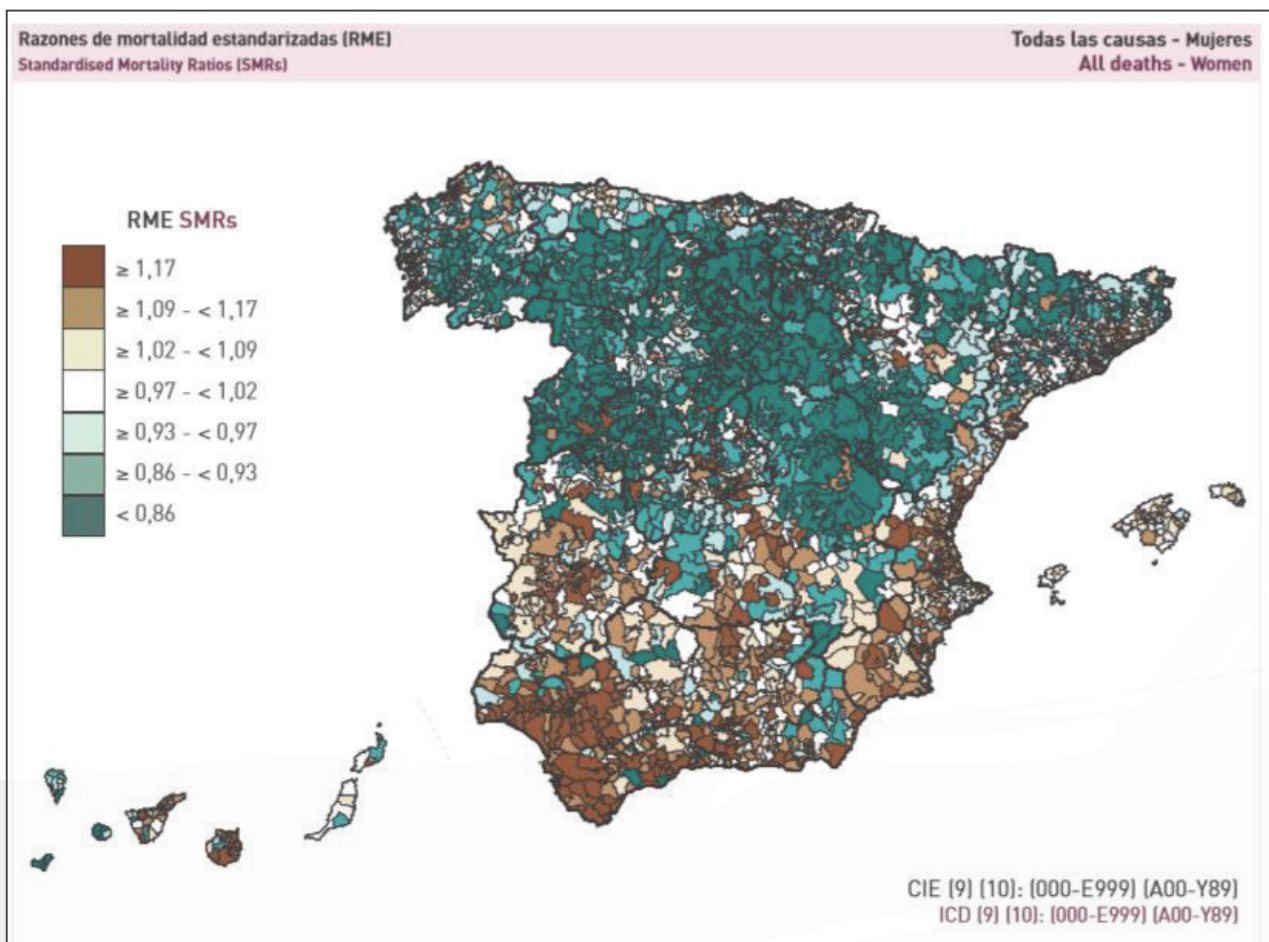 Razones de mortalidad estandarizadas (RME)
Standardised Mortality Ratios (SMRs)
Todas las causas - Mujeres
All deaths - Women
RME SMRs
≥ 1,17
≥ 1,09 - < 1,17
≥ 1,02 - < 1,09
≥ 0,97 - < 1,02
≥ 0,93 - < 0,97
≥ 0,86 - < 0,93
< 0,86
CIE (9) (10): (000-E999) (A00-Y89)
ICD (9) (10): (000-E999) (A00-Y89)